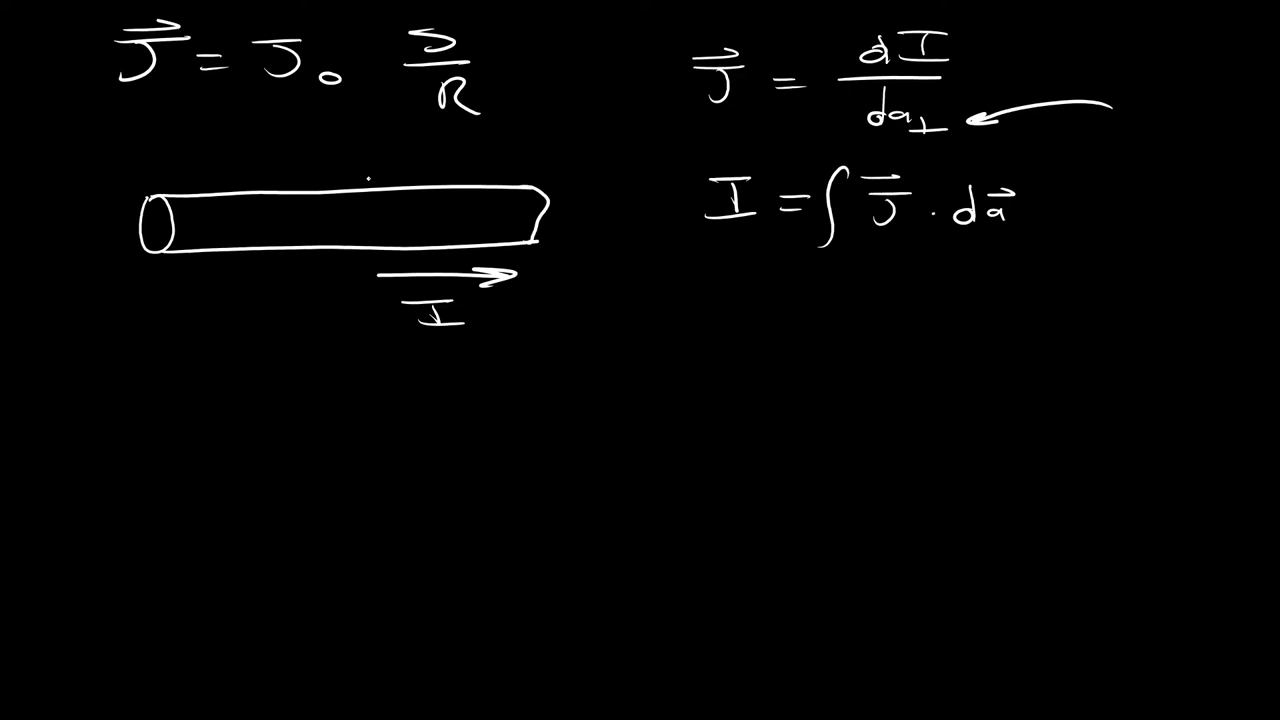 J⃗ = J₀ S/R
J⃗ = dI/da⊥
I = ∫ J⃗ · da⃗
I